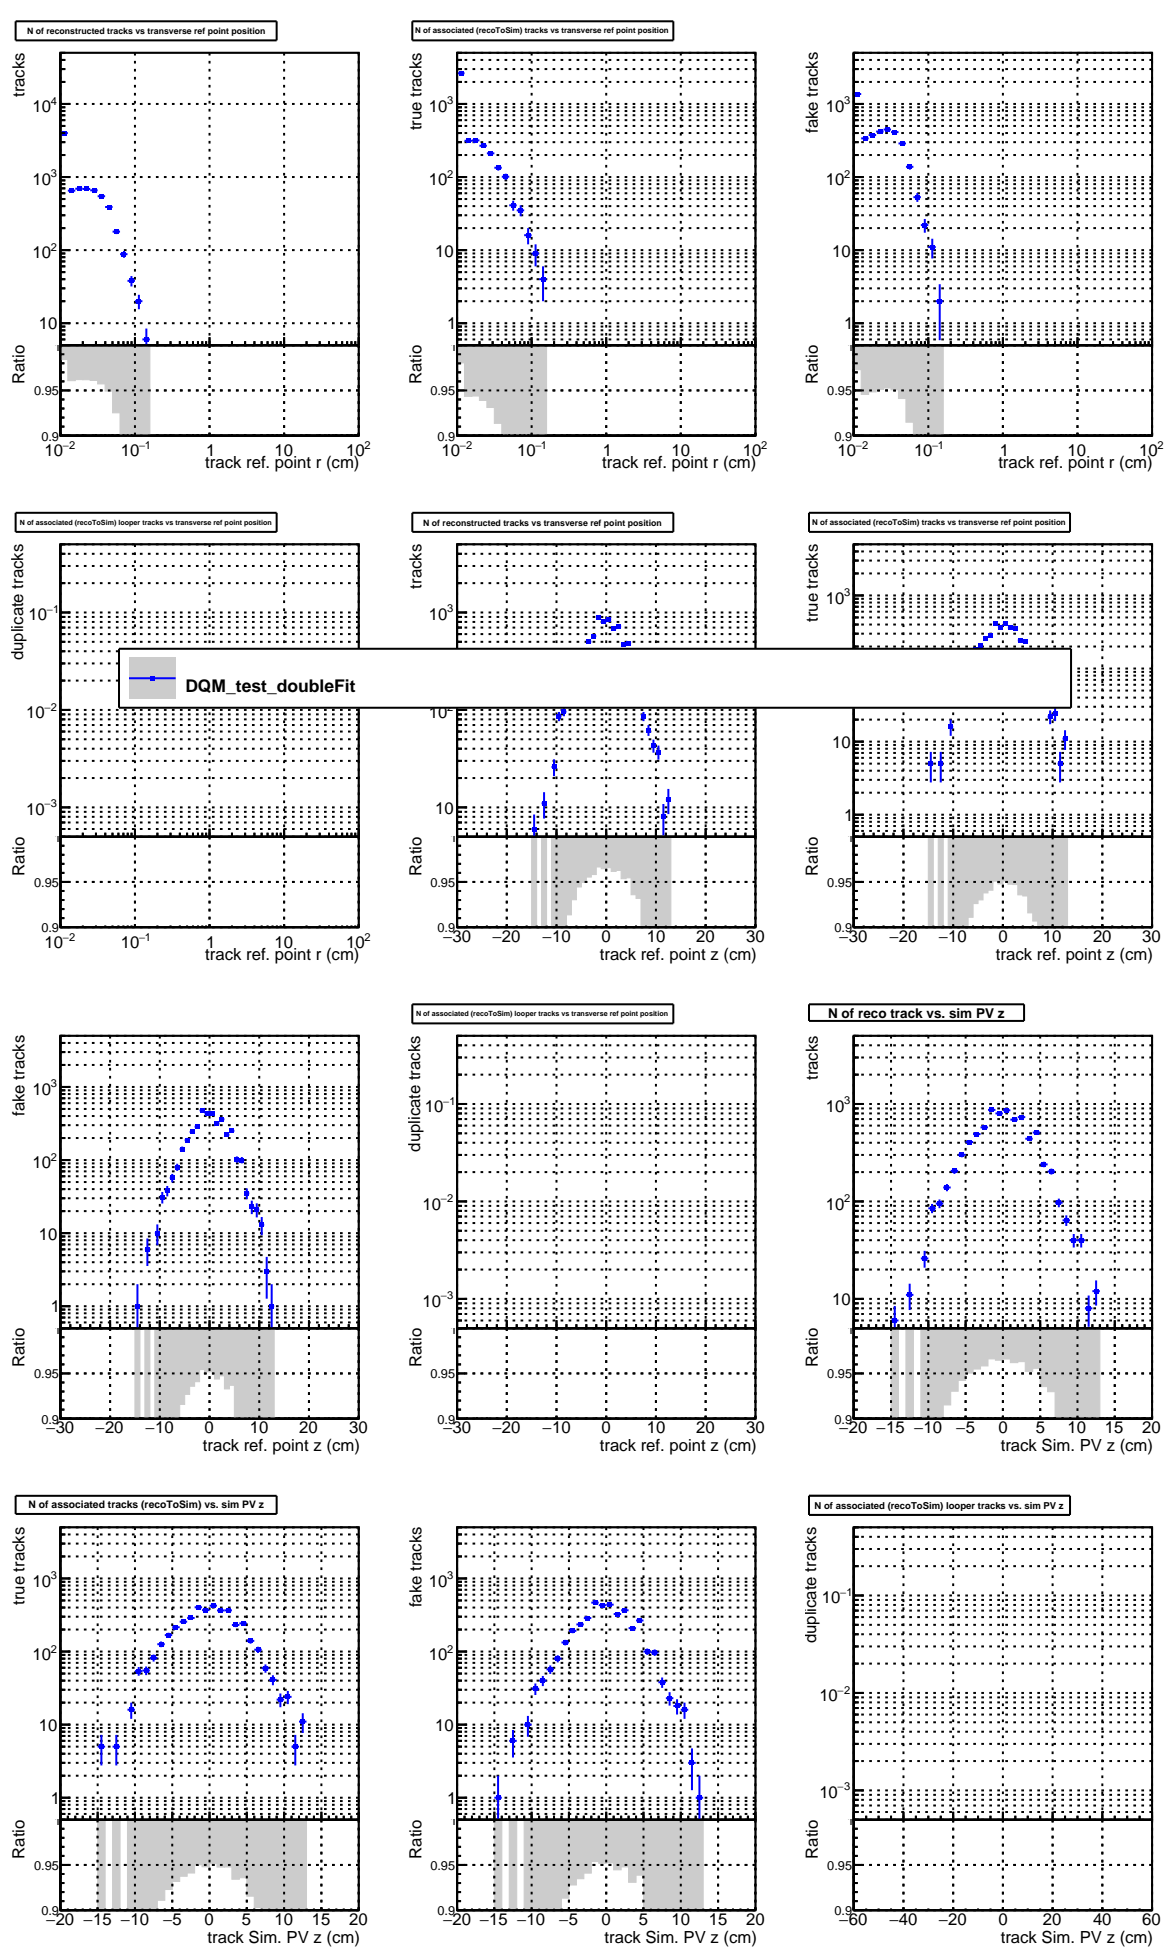 N of reconstructed tracks vs transverse ref point position
N of associated (recoToSim) tracks vs transverse ref point position
tracks
10⁴
10³
10²
10
Ratio
0.95
0.9
10⁻² 10⁻¹ 1 10 10²
track ref. point r (cm)
true tracks
10³
10²
10
1
Ratio
0.95
0.9
10⁻² 10⁻¹ 1 10 10²
track ref. point r (cm)
fake tracks
10³
10²
10
1
Ratio
0.95
0.9
10⁻² 10⁻¹ 1 10 10²
track ref. point r (cm)
N of associated (recoToSim) looper tracks vs transverse ref point position
N of reconstructed tracks vs transverse ref point position
N of associated (recoToSim) tracks vs transverse ref point position
duplicate tracks
10⁻¹
10⁻²
10⁻³
Ratio
0.95
0.9
10⁻² 10⁻¹ 1 10 10²
track ref. point r (cm)
tracks
10³
10
Ratio
0.95
0.9
−30 −20 −10 0 10 20 30
track ref. point z (cm)
true tracks
10³
10
1
Ratio
0.95
0.9
−30 −20 −10 0 10 20 30
track ref. point z (cm)
DQM_test_doubleFit
N of associated (recoToSim) looper tracks vs transverse ref point position
N of reco track vs. sim PV z
fake tracks
10³
10²
10
1
Ratio
0.95
0.9
−30 −20 −10 0 10 20 30
track ref. point z (cm)
duplicate tracks
10⁻¹
10⁻²
10⁻³
Ratio
0.95
0.9
−30 −20 −10 0 10 20 30
track ref. point z (cm)
tracks
10³
10²
10
Ratio
0.95
0.9
−20 −15 −10 −5 0 5 10 15 20
track Sim. PV z (cm)
N of associated tracks (recoToSim) vs. sim PV z
N of associated (recoToSim) looper tracks vs. sim PV z
true tracks
10³
10²
10
1
Ratio
0.95
0.9
−20 −15 −10 −5 0 5 10 15 20
track Sim. PV z (cm)
fake tracks
10³
10²
10
1
Ratio
0.95
0.9
−20 −15 −10 −5 0 5 10 15 20
track Sim. PV z (cm)
duplicate tracks
10⁻¹
10⁻²
10⁻³
Ratio
0.95
0.9
−60 −40 −20 0 20 40 60
track Sim. PV z (cm)